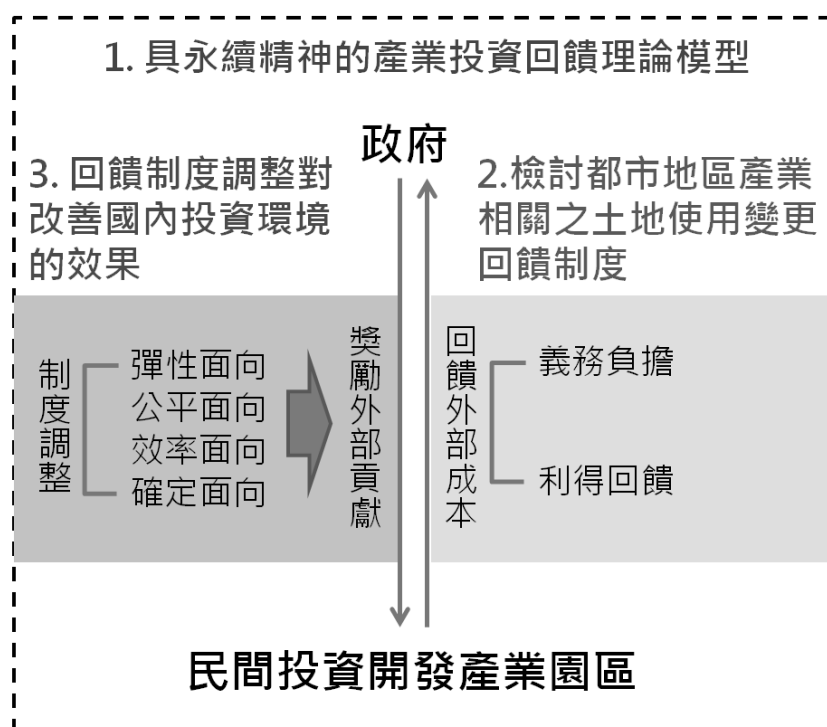 1. 具永續精神的產業投資回饋理論模型
政府
3. 回饋制度調整對
改善國內投資環境
的效果
2.檢討都市地區產業
相關之土地使用變更
回饋制度
制度調整
彈性面向
公平面向
效率面向
確定面向
獎勵外部貢獻
回饋外部成本
義務負擔
利得回饋
民間投資開發產業園區